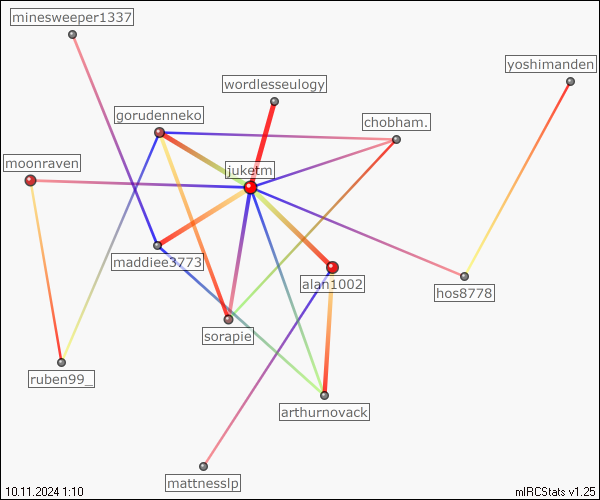 minesweeper1337
yoshimanden
wordlesseulogy
gorudenneko
chobham.
moonraven
juketm
maddiee3773
alan1002
hos8778
sorapie
ruben99_
arthurnovack
mattnesslp
10.11.2024 1:10
mIRCStats v1.25